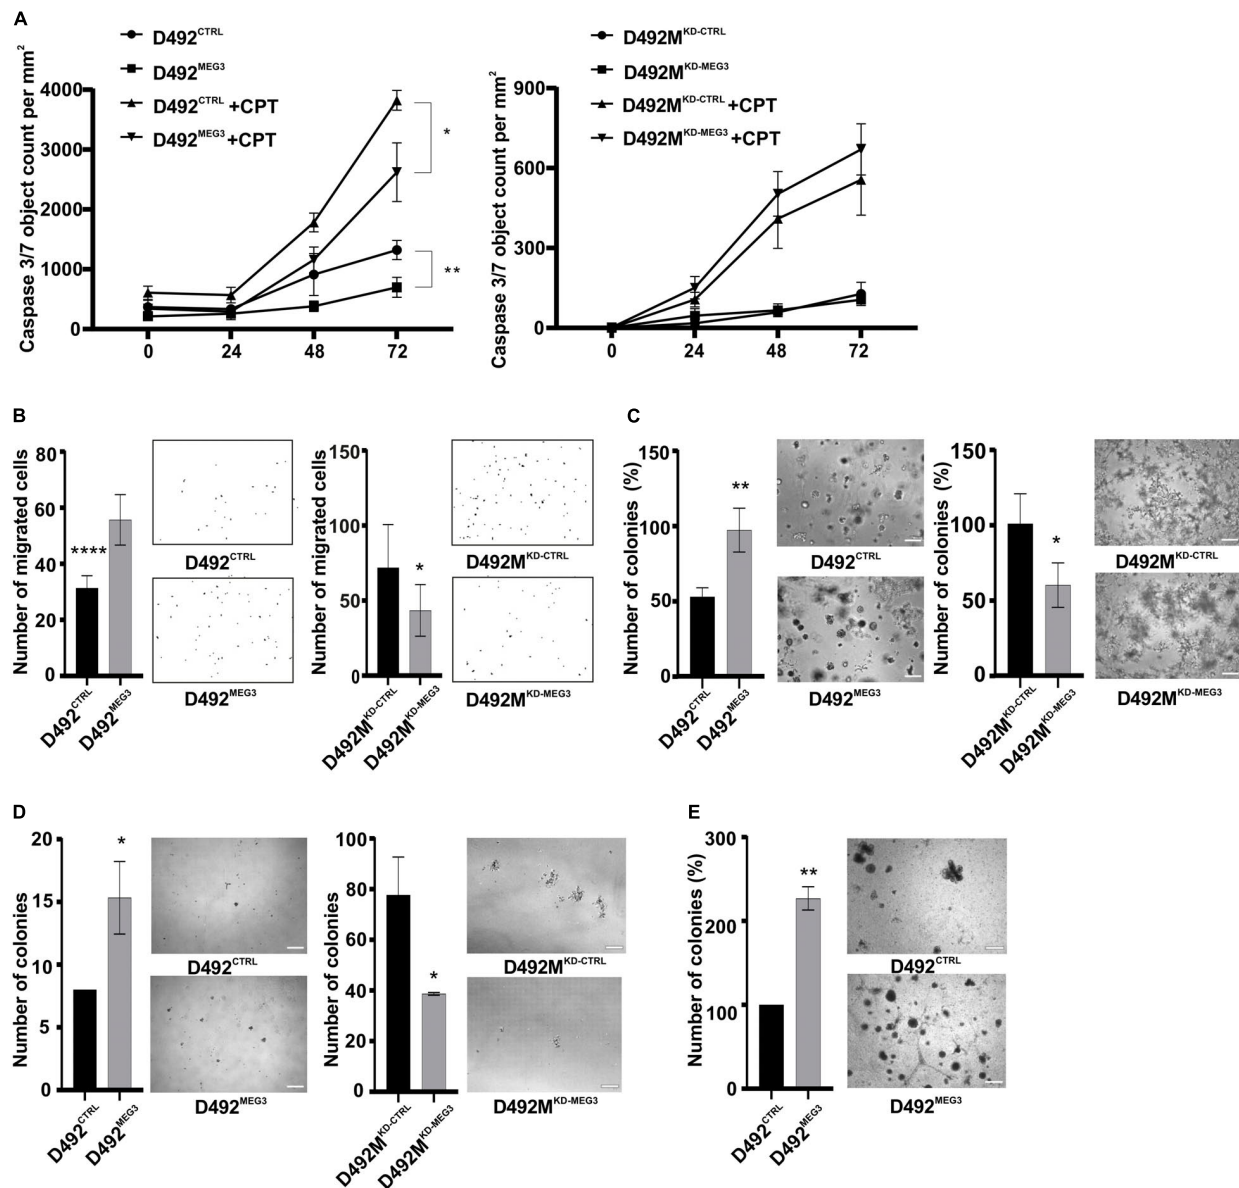 A
D492CTRL
D492MEG3
D492CTRL +CPT
D492MEG3 +CPT
Caspase 3/7 object count per mm2
4000
3000
2000
1000
0
0 24 48 72
*
**
D492MKD-CTRL
D492MKD-MEG3
D492MKD-CTRL +CPT
D492MKD-MEG3 +CPT
Caspase 3/7 object count per mm2
900
600
300
0
0 24 48 72
B
Number of migrated cells
80
60
40
20
0
****
D492CTRL
D492MEG3
D492CTRL
D492MEG3
Number of migrated cells
150
100
50
0
*
D492MKD-CTRL
D492MKD-MEG3
D492MKD-CTRL
D492MKD-MEG3
C
Number of colonies (%)
150
100
50
0
**
D492CTRL
D492MEG3
D492CTRL
D492MEG3
Number of colonies (%)
150
100
50
0
*
D492MKD-CTRL
D492MKD-MEG3
D492MKD-CTRL
D492MKD-MEG3
D
Number of colonies
20
15
10
5
0
*
D492CTRL
D492MEG3
D492CTRL
D492MEG3
Number of colonies
100
80
60
40
20
0
*
D492MKD-CTRL
D492MKD-MEG3
D492MKD-CTRL
D492MKD-MEG3
E
Number of colonies (%)
300
200
100
0
**
D492CTRL
D492MEG3
D492CTRL
D492MEG3